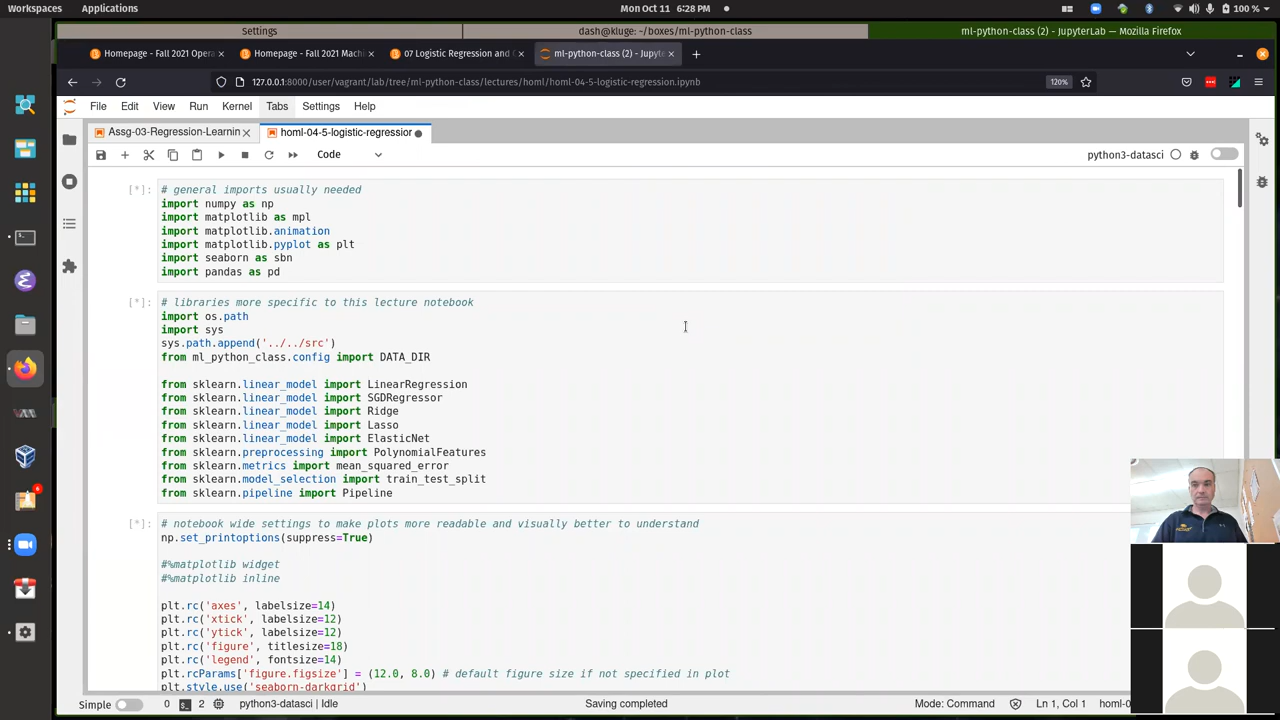 Workspaces
Applications
Mon Oct 11 6:28 PM
100 %
Settings
dash@kluge: ~/boxes/ml-python
ml-python-class (2) - JupyterLab — Mozilla Firefox
Homepage - Fall 2021 Opera
Homepage - Fall 2021 Machi
07 Logistic Regression and C
ml-python-class (2) - Jupyte
127.0.0.1:8000/user/vagrant/lab/tree/ml-python-class/lectures/homl/homl-04-5-logistic-regression.ipynb
120%
File Edit View Run Kernel Tabs Settings Help
Assg-03-Regression-Learnin
homl-04-5-logistic-regression
Code
python3-datasci
[*]: # general imports usually needed
import numpy as np
import matplotlib as mpl
import matplotlib.animation
import matplotlib.pyplot as plt
import seaborn as sbn
import pandas as pd
[*]: # libraries more specific to this lecture notebook
import os.path
import sys
sys.path.append('../../src')
from ml_python_class.config import DATA_DIR
from sklearn.linear_model import LinearRegression
from sklearn.linear_model import SGDRegressor
from sklearn.linear_model import Ridge
from sklearn.linear_model import Lasso
from sklearn.linear_model import ElasticNet
from sklearn.preprocessing import PolynomialFeatures
from sklearn.metrics import mean_squared_error
from sklearn.model_selection import train_test_split
from sklearn.pipeline import Pipeline
[*]: # notebook wide settings to make plots more readable and visually better to understand
np.set_printoptions(suppress=True)
#%matplotlib widget
#%matplotlib inline
plt.rc('axes', labelsize=14)
plt.rc('xtick', labelsize=12)
plt.rc('ytick', labelsize=12)
plt.rc('figure', titlesize=18)
plt.rc('legend', fontsize=14)
plt.rcParams['figure.figsize'] = (12.0, 8.0) # default figure size if not specified in plot
plt.style.use('seaborn-darkgrid')
Simple 0 2 python3-datasci | Idle Saving completed Mode: Command Ln 1, Col 1 homl-0